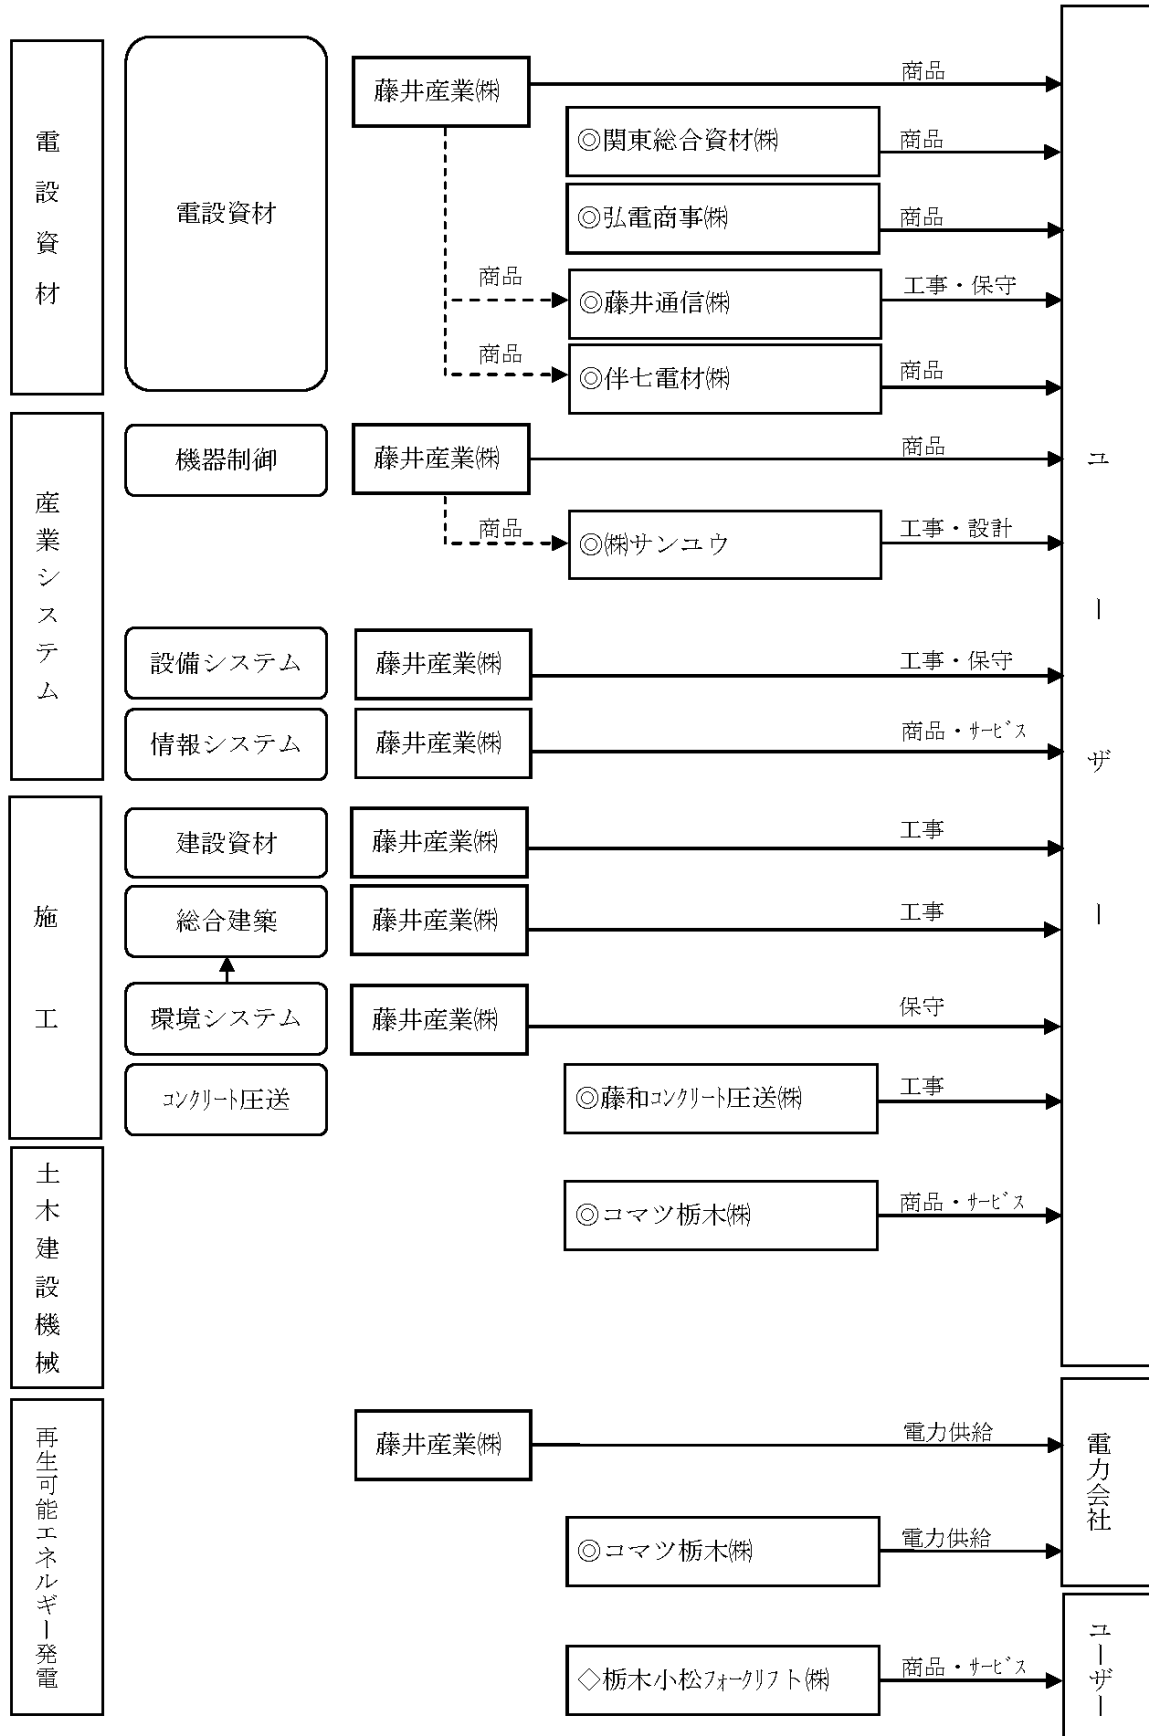 電設資材
電設資材
藤井産業㈱
商品
◎関東総合資材㈱
商品
◎弘電商事㈱
商品
商品
◎藤井通信㈱
工事・保守
商品
◎伴七電材㈱
商品
産業システム
機器制御
藤井産業㈱
商品
商品
◎㈱サンユウ
工事・設計
設備システム
藤井産業㈱
工事・保守
情報システム
藤井産業㈱
商品・ｻｰﾋﾞｽ
施工
建設資材
藤井産業㈱
工事
総合建築
藤井産業㈱
工事
環境システム
藤井産業㈱
保守
ｺﾝｸﾘｰﾄ圧送
◎藤和ｺﾝｸﾘｰﾄ圧送㈱
工事
土木建設機械
◎コマツ栃木㈱
商品・ｻｰﾋﾞｽ
ユーザー
再生可能エネルギー発電
藤井産業㈱
電力供給
◎コマツ栃木㈱
電力供給
電力会社
◇栃木小松ﾌｫｰｸﾘﾌﾄ㈱
商品・ｻｰﾋﾞｽ
ユーザー